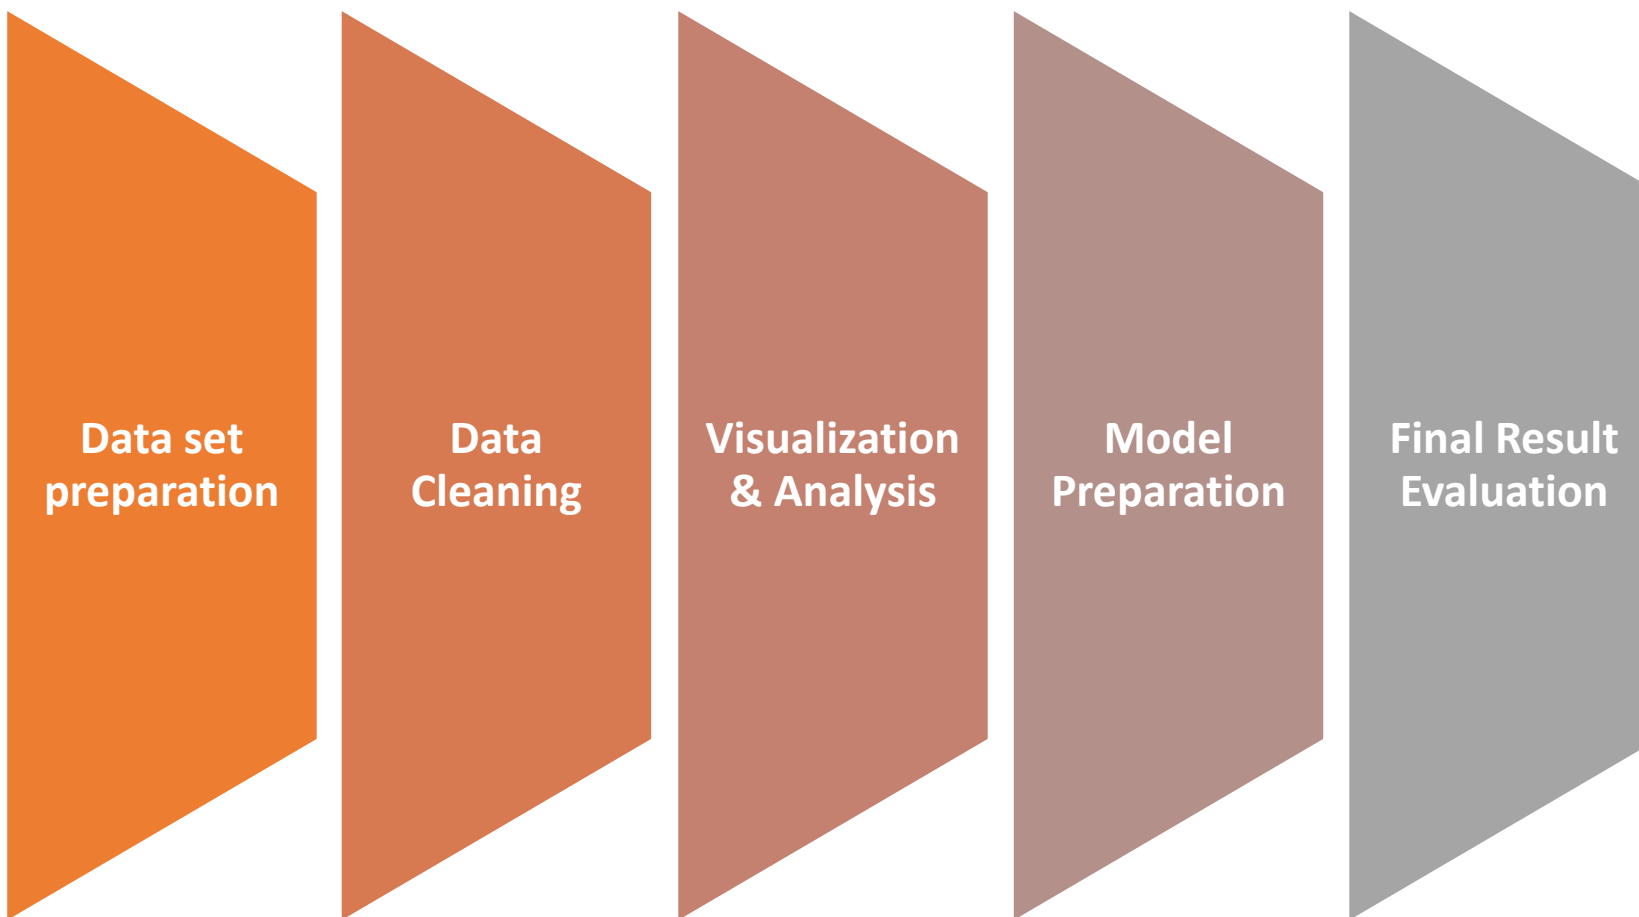 Data set
preparation
Data
Cleaning
Visualization
& Analysis
Model
Preparation
Final Result
Evaluation